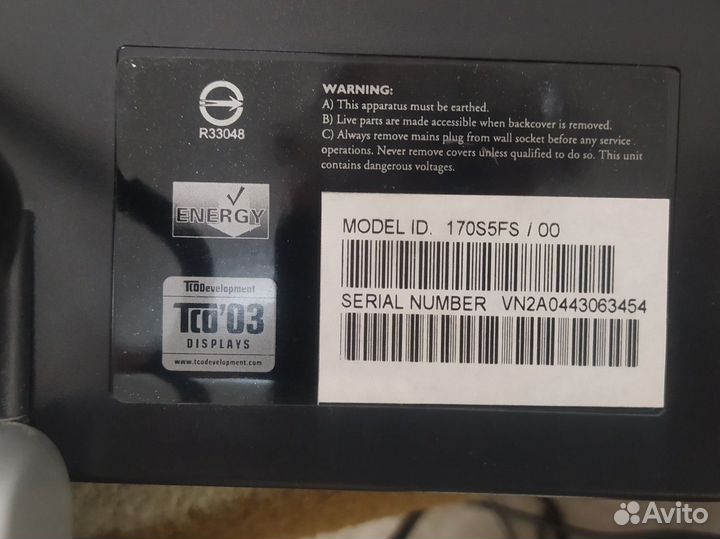 R33048
WARNING:
A) This apparatus must be earthed.
B) Live parts are made accessible when backcover is removed.
C) Always remove mains plug from wall socket before any service
operations. Never remove covers unless qualified to do so. This unit
contains dangerous voltages.
ENERGY
TCODevelopment
TCO'03
DISPLAYS
www.tcodevelopment.com
MODEL ID. 170S5FS / 00
SERIAL NUMBER VN2A0443063454
Avito